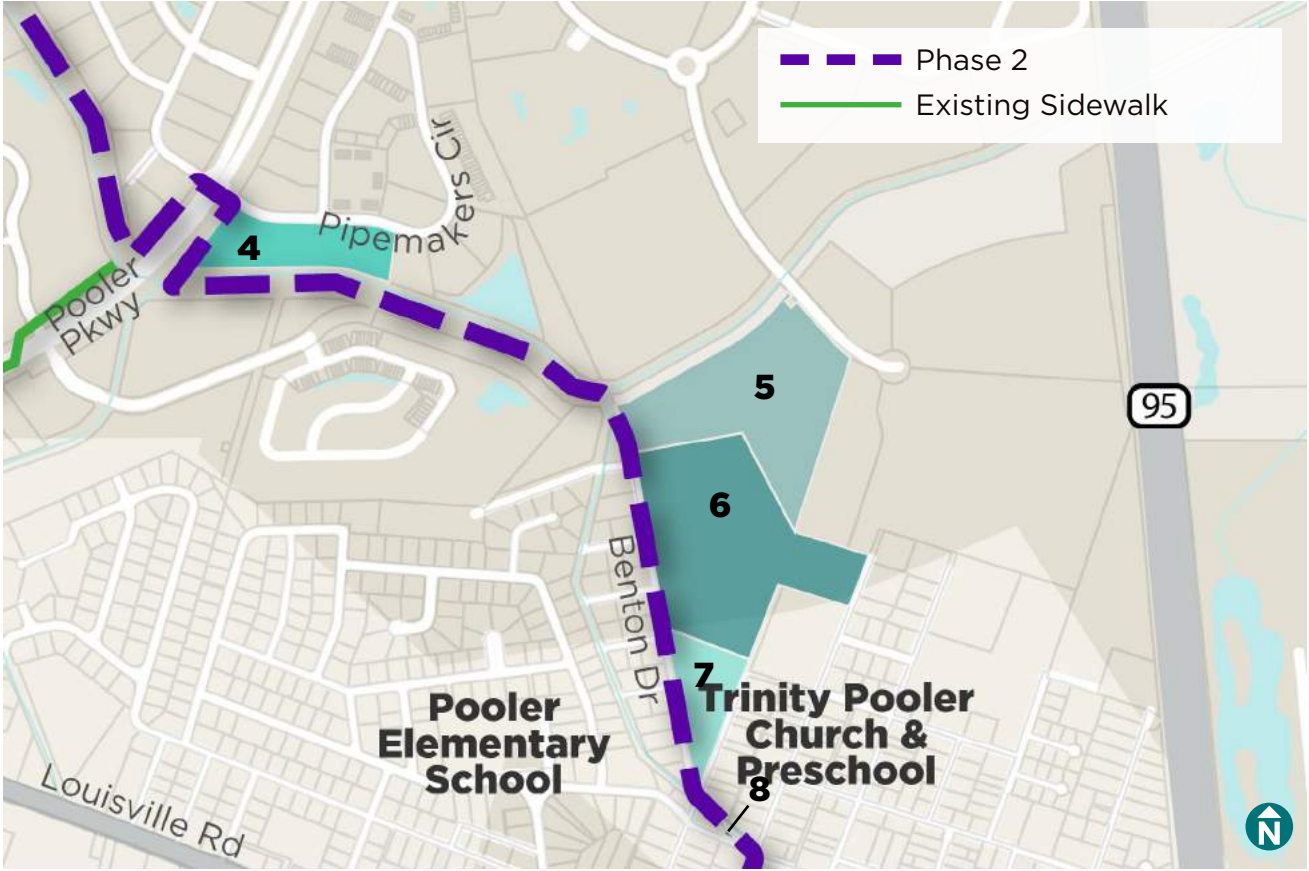 Phase 2
Existing Sidewalk
Pipemakers Cir
4
Pooler
Pkwy
5
95
6
Benton Dr
7
Pooler
Elementary
School
Trinity Pooler
Church &
Preschool
8
Louisville Rd
N